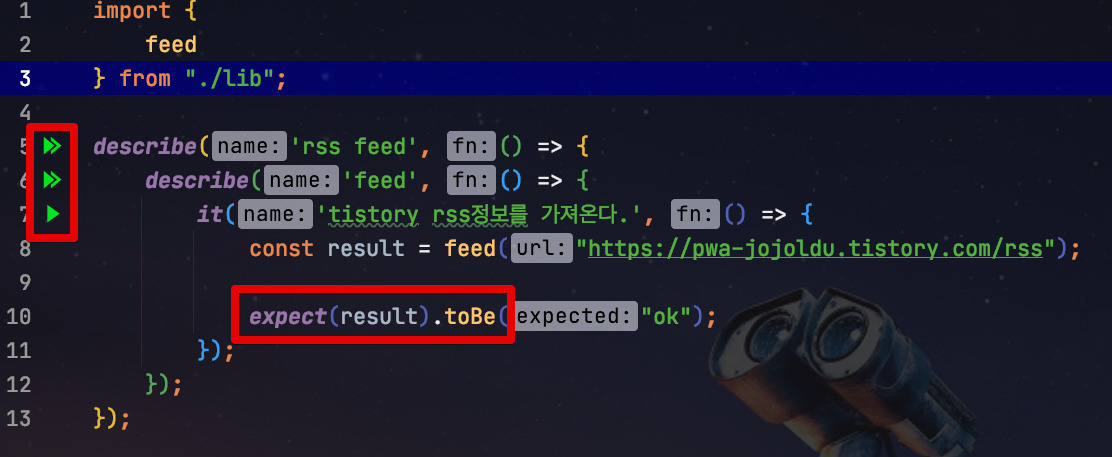 1 import {
2 feed
3 } from "./lib";
4
5 describe( name: 'rss feed', fn: () => {
6 describe( name: 'feed', fn: () => {
7 it( name: 'tistory rss정보를 가져온다.', fn: () => {
8 const result = feed( url: "https://pwa-jojoldu.tistory.com/rss");
9
10 expect(result).toBe( expected: "ok");
11 });
12 });
13 });